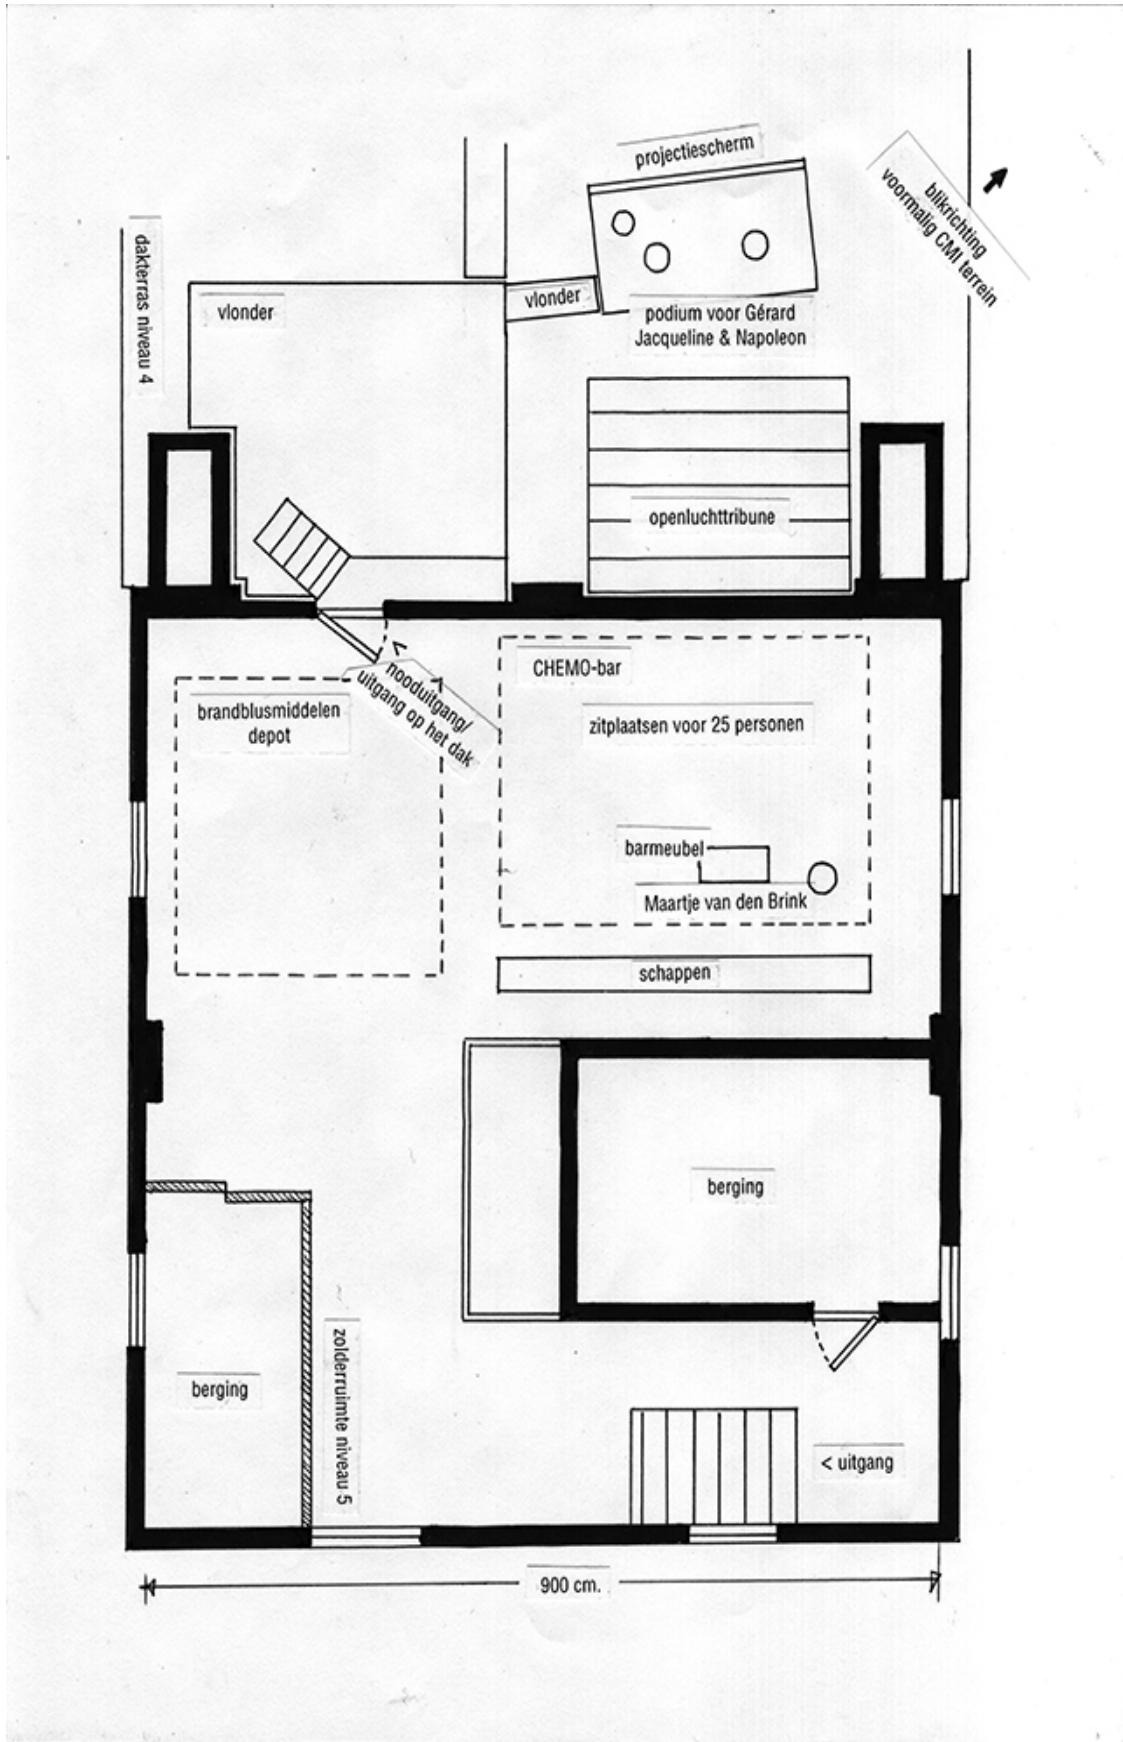 projectiescherm
blikrichting
voormalig CMI terrein
dakterras niveau 4
vlonder
vlonder
podium voor Gérard
Jacqueline & Napoleon
openluchttribune
nooduitgang/
uitgang op het dak
CHEMO-bar
brandblusmiddelen
depot
zitplaatsen voor 25 personen
barmeubel
Maartje van den Brink
schappen
berging
berging
zolderruimte niveau 5
< uitgang
900 cm.